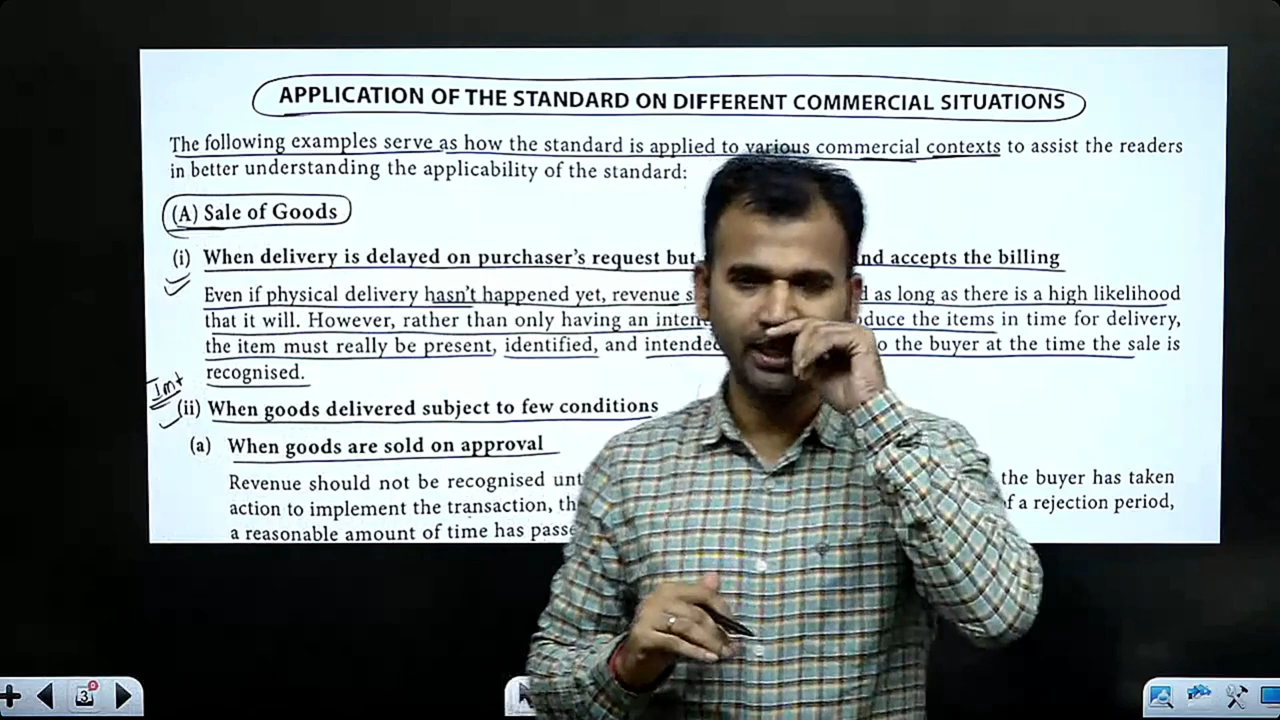 APPLICATION OF THE STANDARD ON DIFFERENT COMMERCIAL SITUATIONS
The following examples serve as how the standard is applied to various commercial contexts to assist the readers
in better understanding the applicability of the standard:
(A) Sale of Goods
(i) When delivery is delayed on purchaser's request but nd accepts the billing
Even if physical delivery hasn't happened yet, revenue s d as long as there is a high likelihood
that it will. However, rather than only having an inten oduce the items in time for delivery,
the item must really be present, identified, and intended o the buyer at the time the sale is
recognised.
Imt
(ii) When goods delivered subject to few conditions
(a) When goods are sold on approval
Revenue should not be recognised unt the buyer has taken
action to implement the transaction, th f a rejection period,
a reasonable amount of time has passe
3